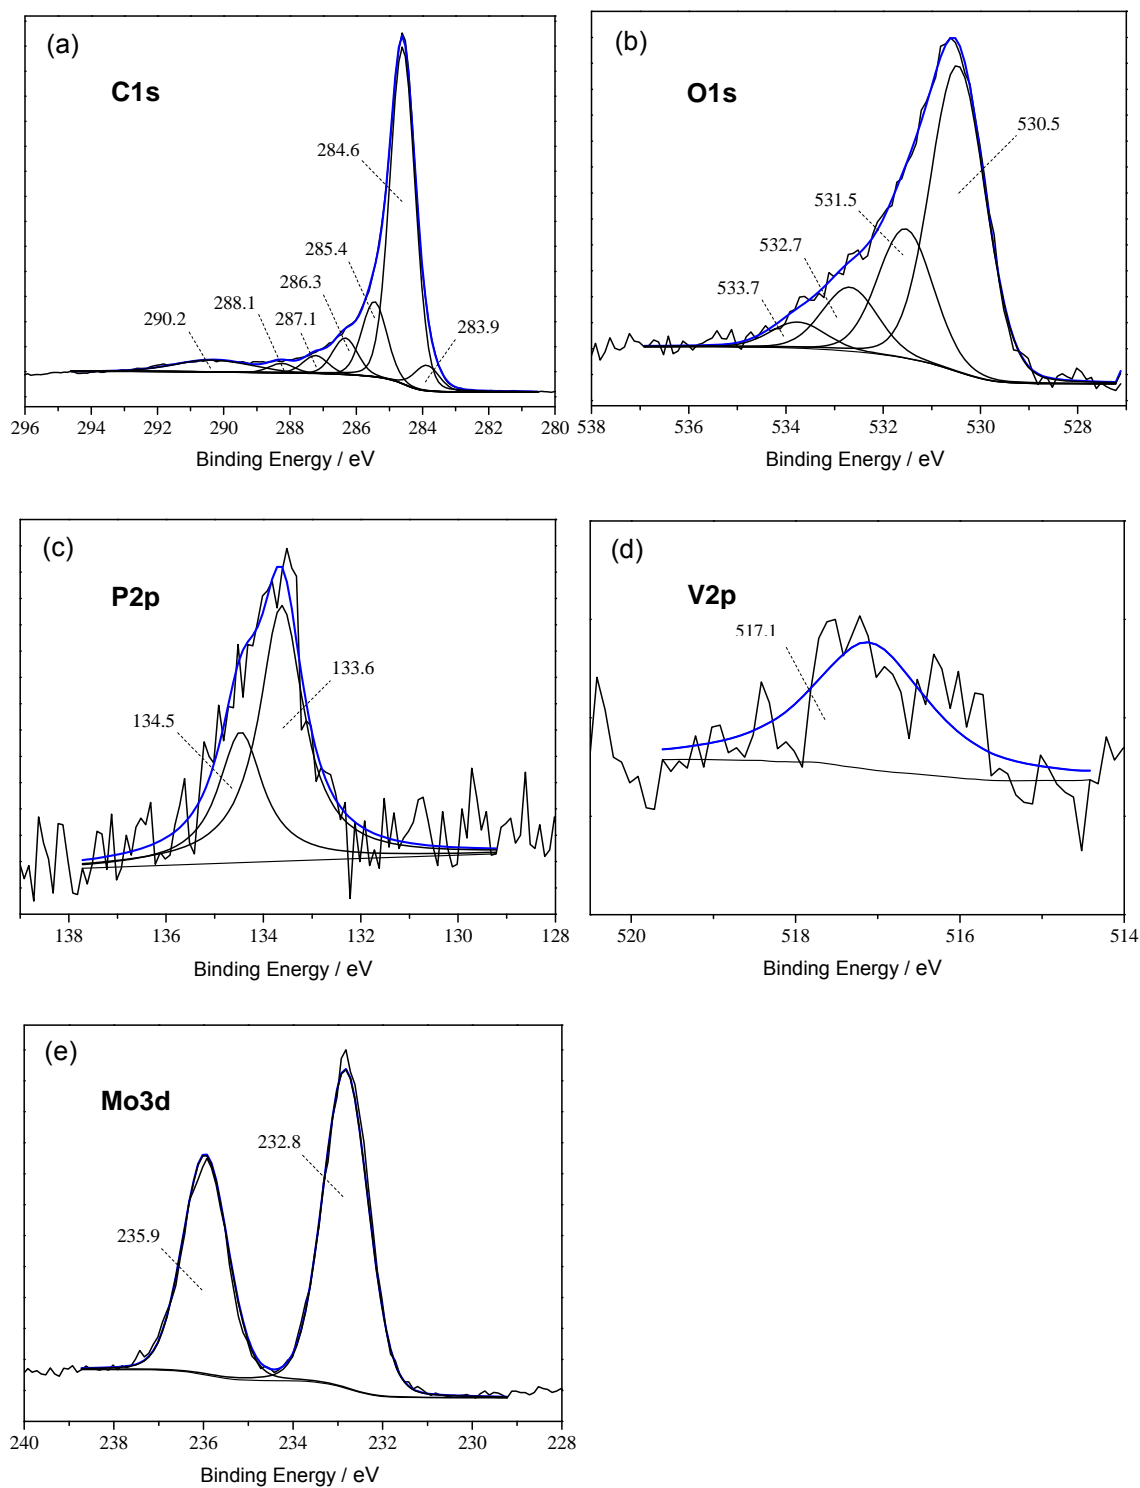 (a)
C1s
284.6
285.4
286.3
288.1
287.1
290.2
283.9
296 294 292 290 288 286 284 282 280
Binding Energy / eV
(b)
O1s
530.5
531.5
532.7
533.7
538 536 534 532 530 528
Binding Energy / eV
(c)
P2p
133.6
134.5
138 136 134 132 130 128
Binding Energy / eV
(d)
V2p
517.1
520 518 516 514
Binding Energy / eV
(e)
Mo3d
232.8
235.9
240 238 236 234 232 230 228
Binding Energy / eV